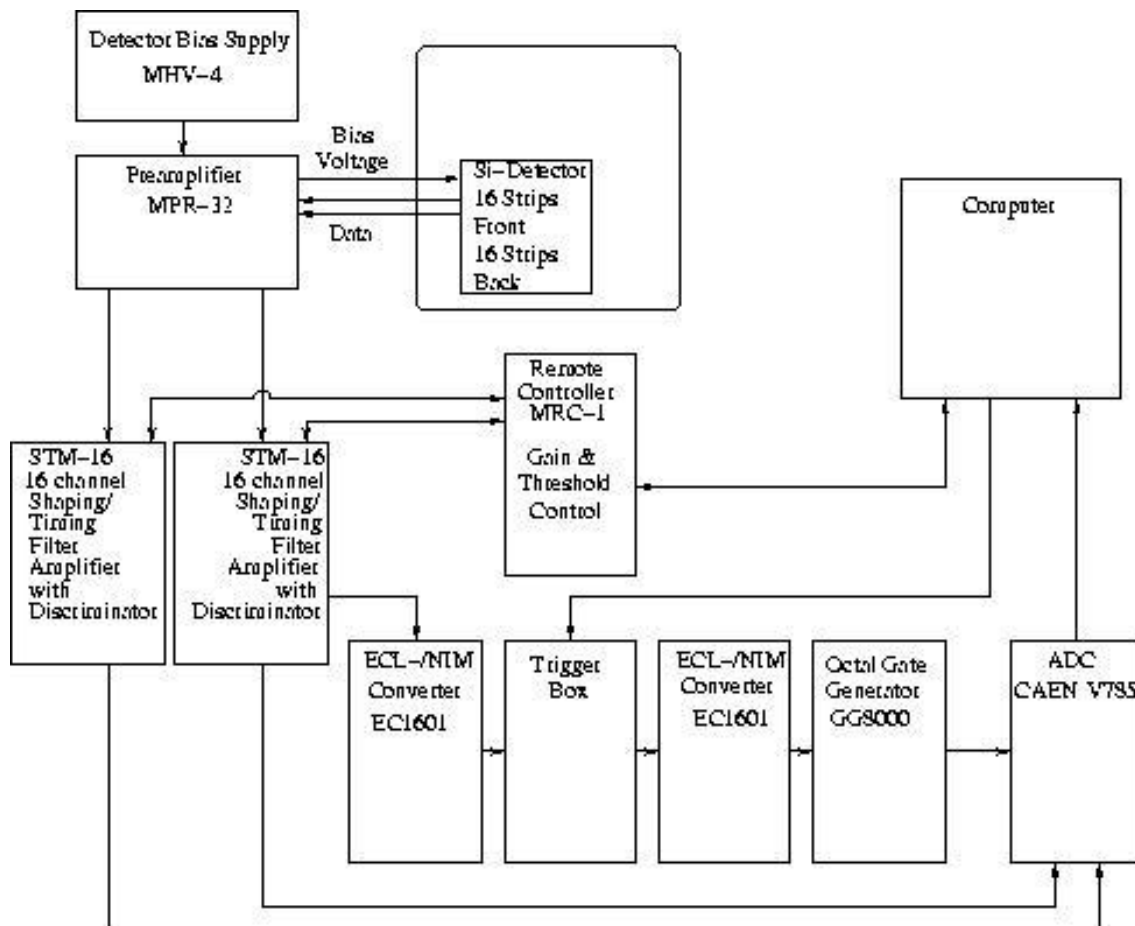 Detector Bias Supply
MHV-4
Bias
Voltage
Preamplifier
MPR-32
Data
Si-Detector
16 Strips
Front
16 Strips
Back
Computer
Remote
Controller
MRC-1
Gain &
Threshold
Control
STM-16
16 channel
Shaping/
Timing
Filter
Amplifier
with
Discriminator
STM-16
16 channel
Shaping/
Timing
Filter
Amplifier
with
Discriminator
ECL-/NIM
Converter
EC1601
Trigger
Box
ECL-/NIM
Converter
EC1601
Octal Gate
Generator
GG8000
ADC
CAEN V785